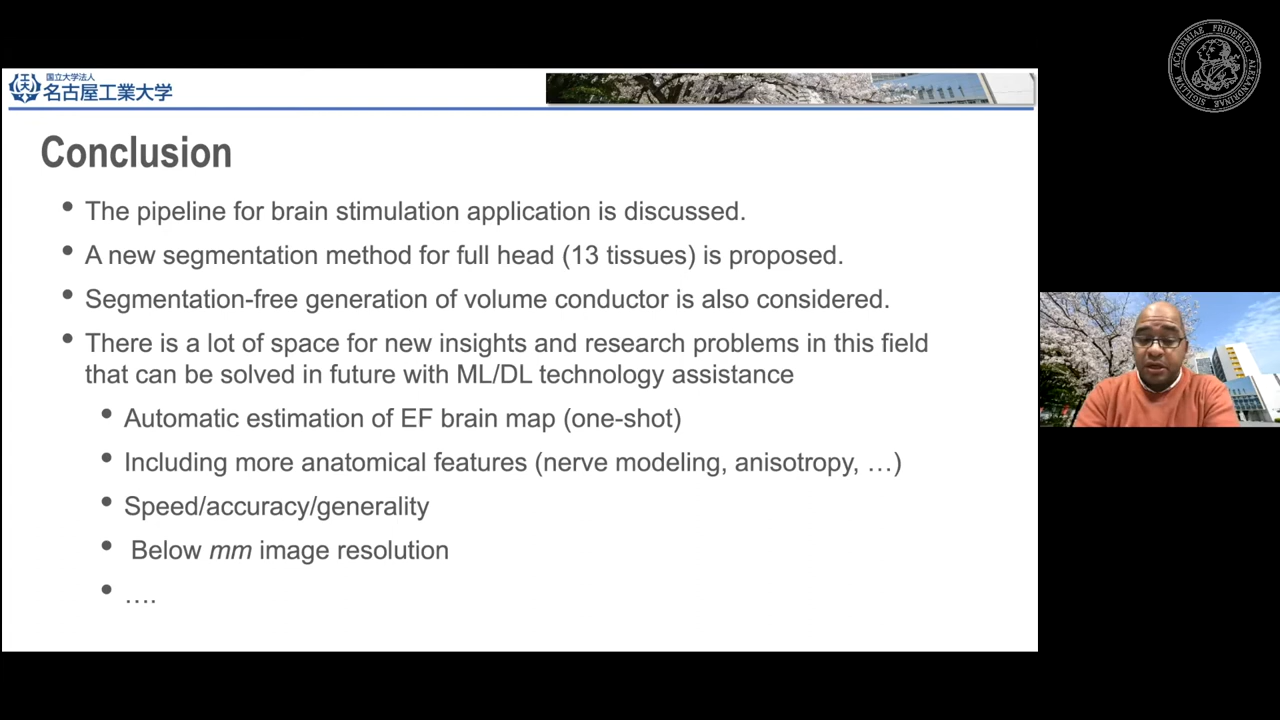 国立大学法人
名古屋工業大学
ACADEMIAE FRIDERICO ALEXANDRINAE SIGILLVM
Conclusion
• The pipeline for brain stimulation application is discussed.
• A new segmentation method for full head (13 tissues) is proposed.
• Segmentation-free generation of volume conductor is also considered.
• There is a lot of space for new insights and research problems in this field
that can be solved in future with ML/DL technology assistance
• Automatic estimation of EF brain map (one-shot)
• Including more anatomical features (nerve modeling, anisotropy, …)
• Speed/accuracy/generality
• Below mm image resolution
• ….